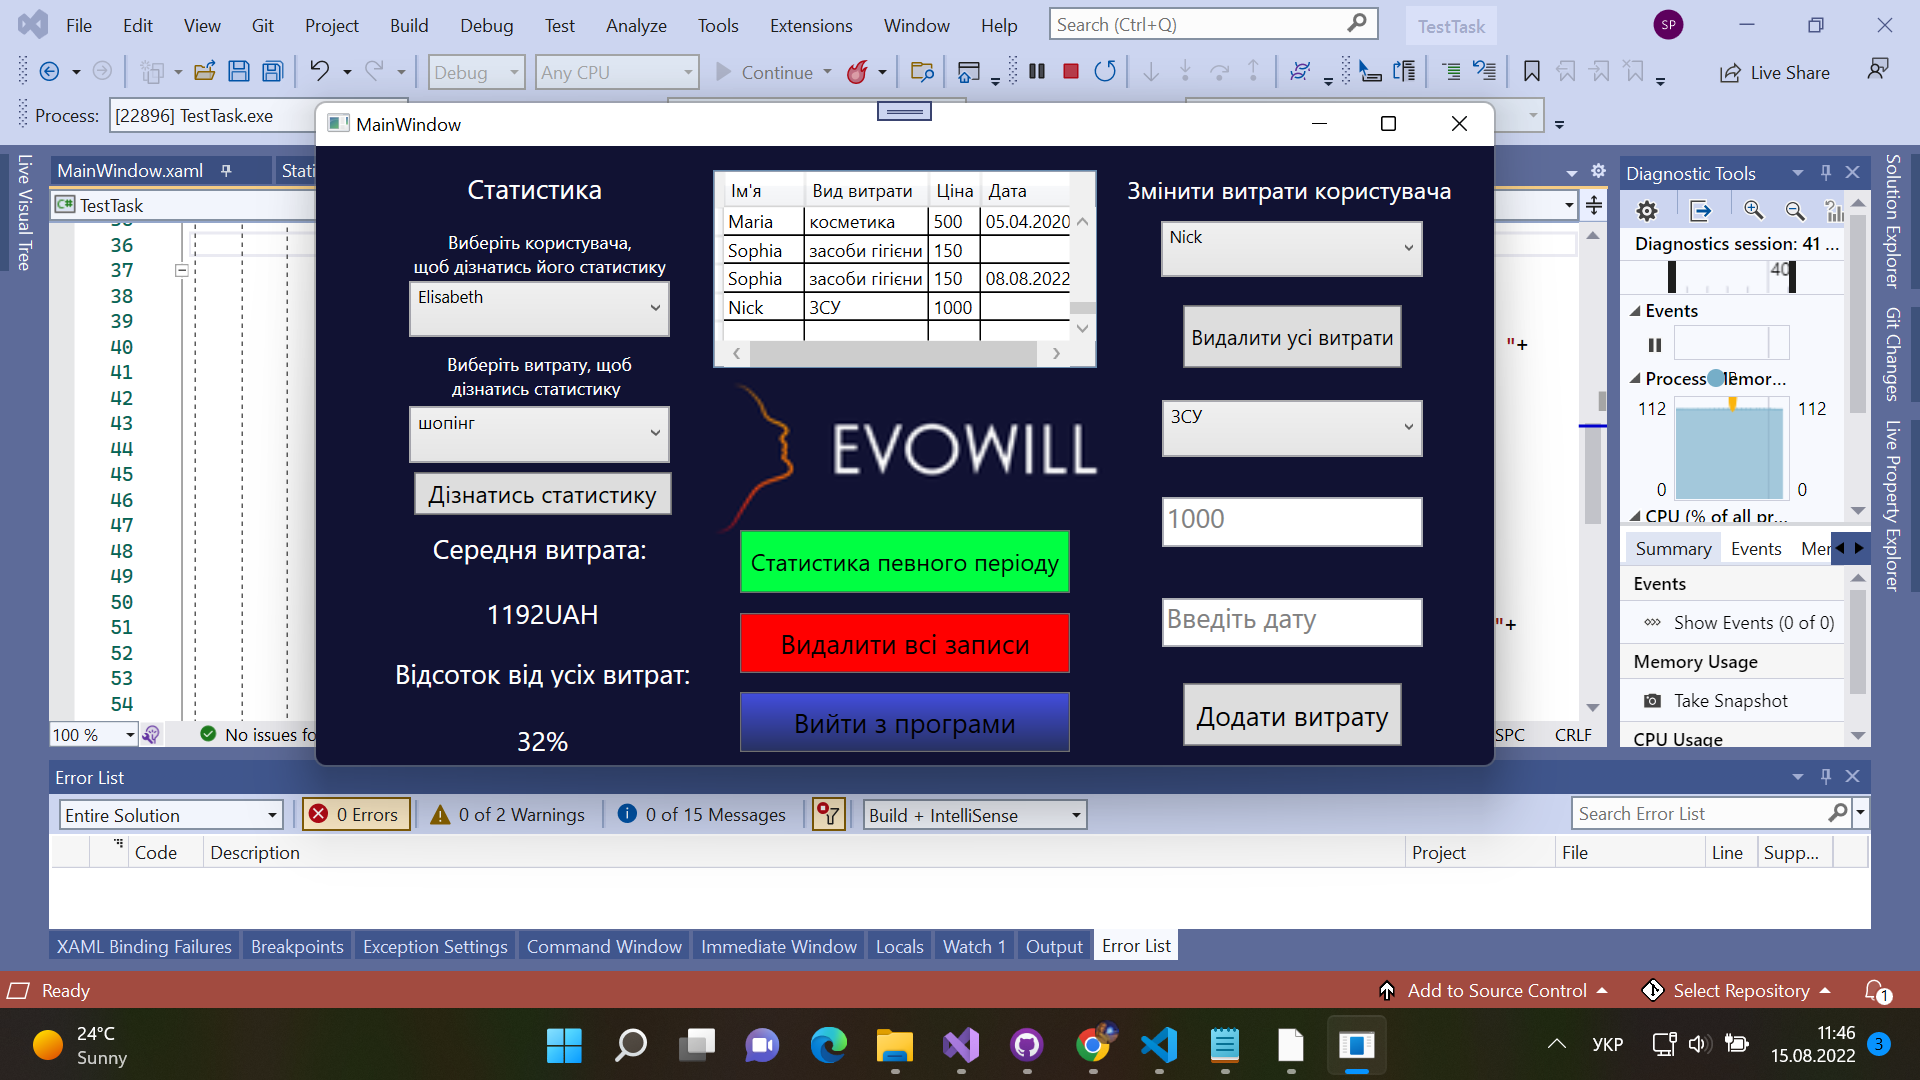 File Edit View Git Project Build Debug Test Analyze Tools Extensions Window Help Search (Ctrl+Q) TestTask SP
Debug Any CPU Continue Live Share
Process: [22896] TestTask.exe
MainWindow
Live Visual Tree
MainWindow.xaml Stati
TestTask
36
37
38
39
40
41
42
43
44
45
46
47
48
49
50
51
52
53
54
"+
"+
100 % No issues fo SPC CRLF
Статистика
Виберіть користувача,
щоб дізнатись його статистику
Elisabeth
Виберіть витрату, щоб
дізнатись статистику
шопінг
Дізнатись статистику
Середня витрата:
1192UAH
Відсоток від усіх витрат:
32%
Ім'я Вид витрати Ціна Дата
Maria косметика 500 05.04.2020
Sophia засоби гігієни 150
Sophia засоби гігієни 150 08.08.2022
Nick ЗСУ 1000
EVOWILL
Статистика певного періоду
Видалити всі записи
Вийти з програми
Змінити витрати користувача
Nick
Видалити усі витрати
ЗСУ
1000
Введіть дату
Додати витрату
Diagnostic Tools
Diagnostics session: 41 ...
40
Events
Process Memor...
112 112
0 0
CPU (% of all pr...
Summary Events Mer
Events
Show Events (0 of 0)
Memory Usage
Take Snapshot
CPU Usage
Solution Explorer
Git Changes
Live Property Explorer
Error List
Entire Solution 0 Errors 0 of 2 Warnings 0 of 15 Messages Build + IntelliSense Search Error List
Code Description Project File Line Supp...
XAML Binding Failures Breakpoints Exception Settings Command Window Immediate Window Locals Watch 1 Output Error List
Ready Add to Source Control Select Repository 1
24°C
Sunny
УКР
11:46
15.08.2022
3